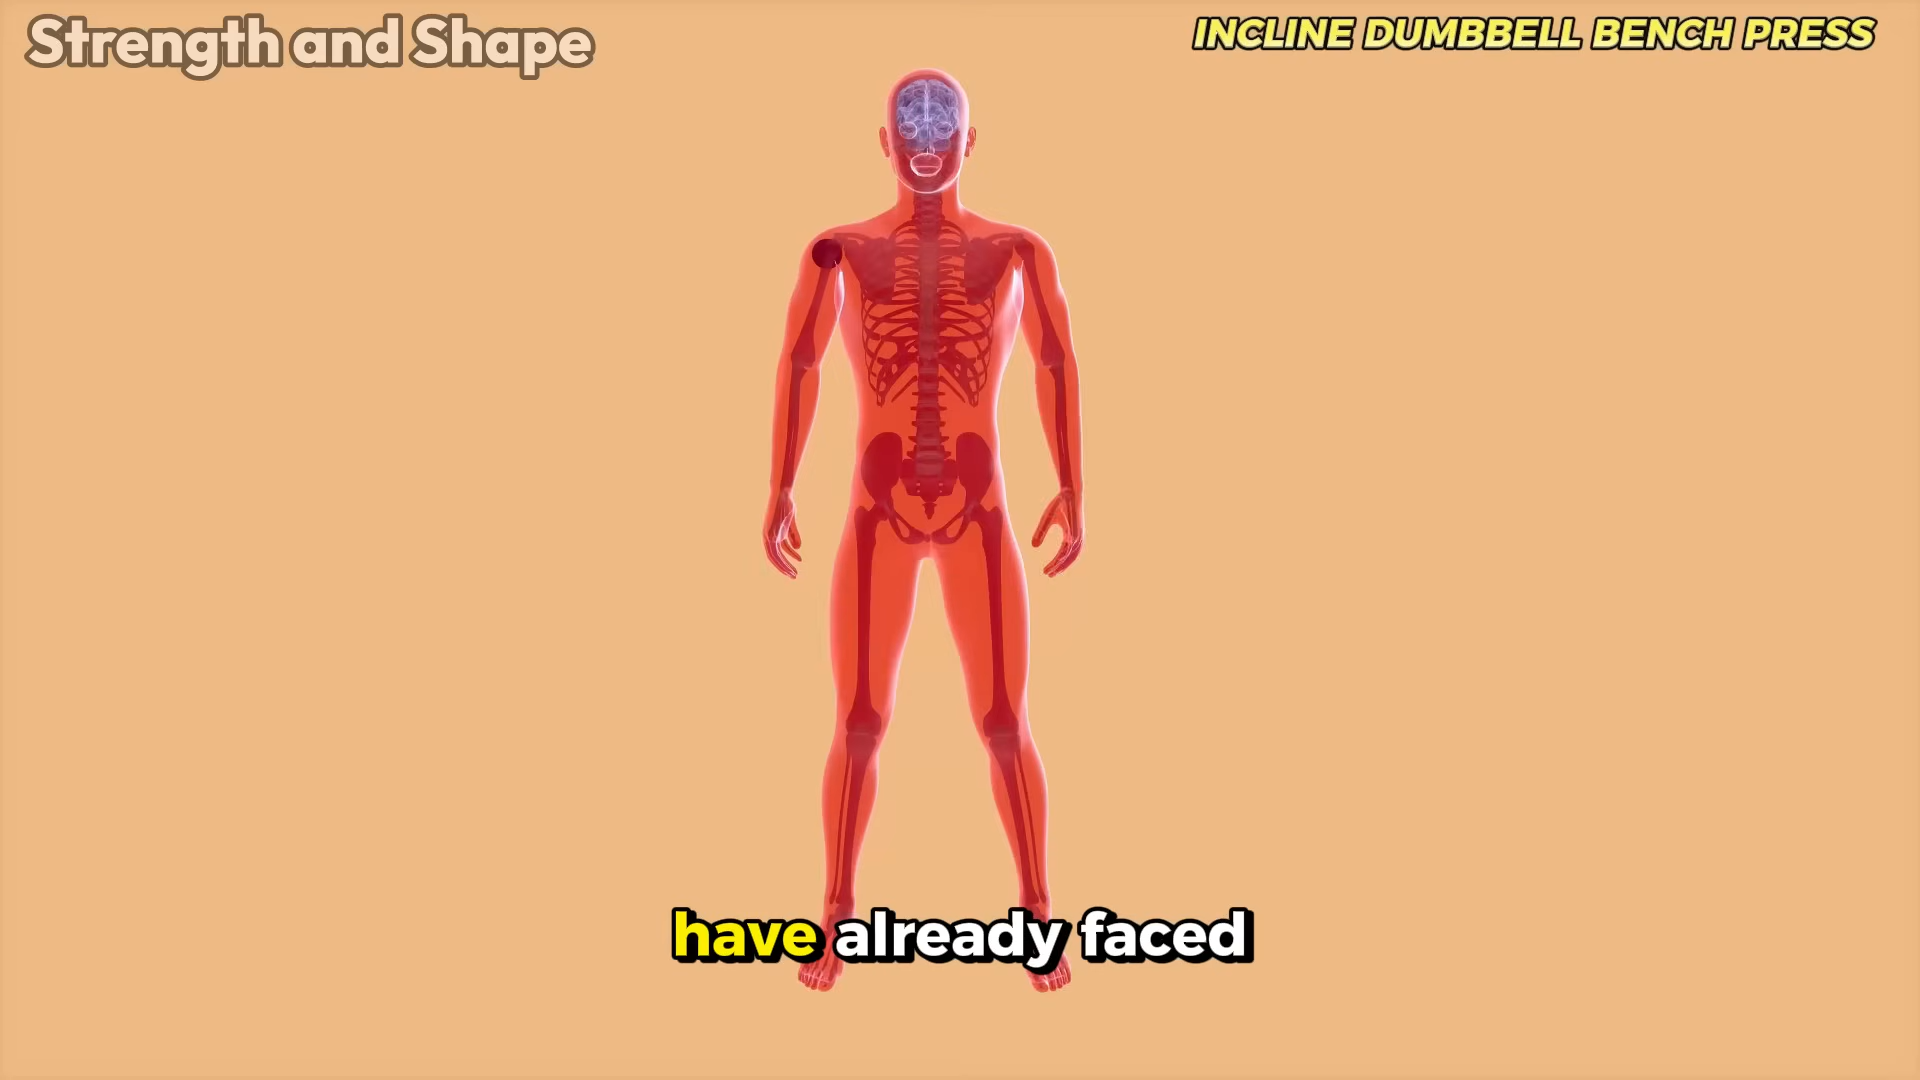 Strength and Shape
INCLINE DUMBBELL BENCH PRESS
have already faced